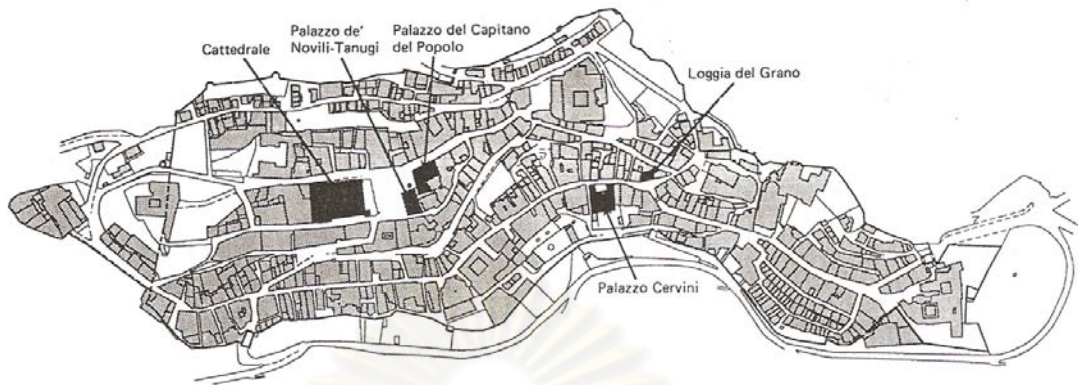 Cattedrale
Palazzo de'
Novili-Tanugi
Palazzo del Capitano
del Popolo
Loggia del Grano
Palazzo Cervini